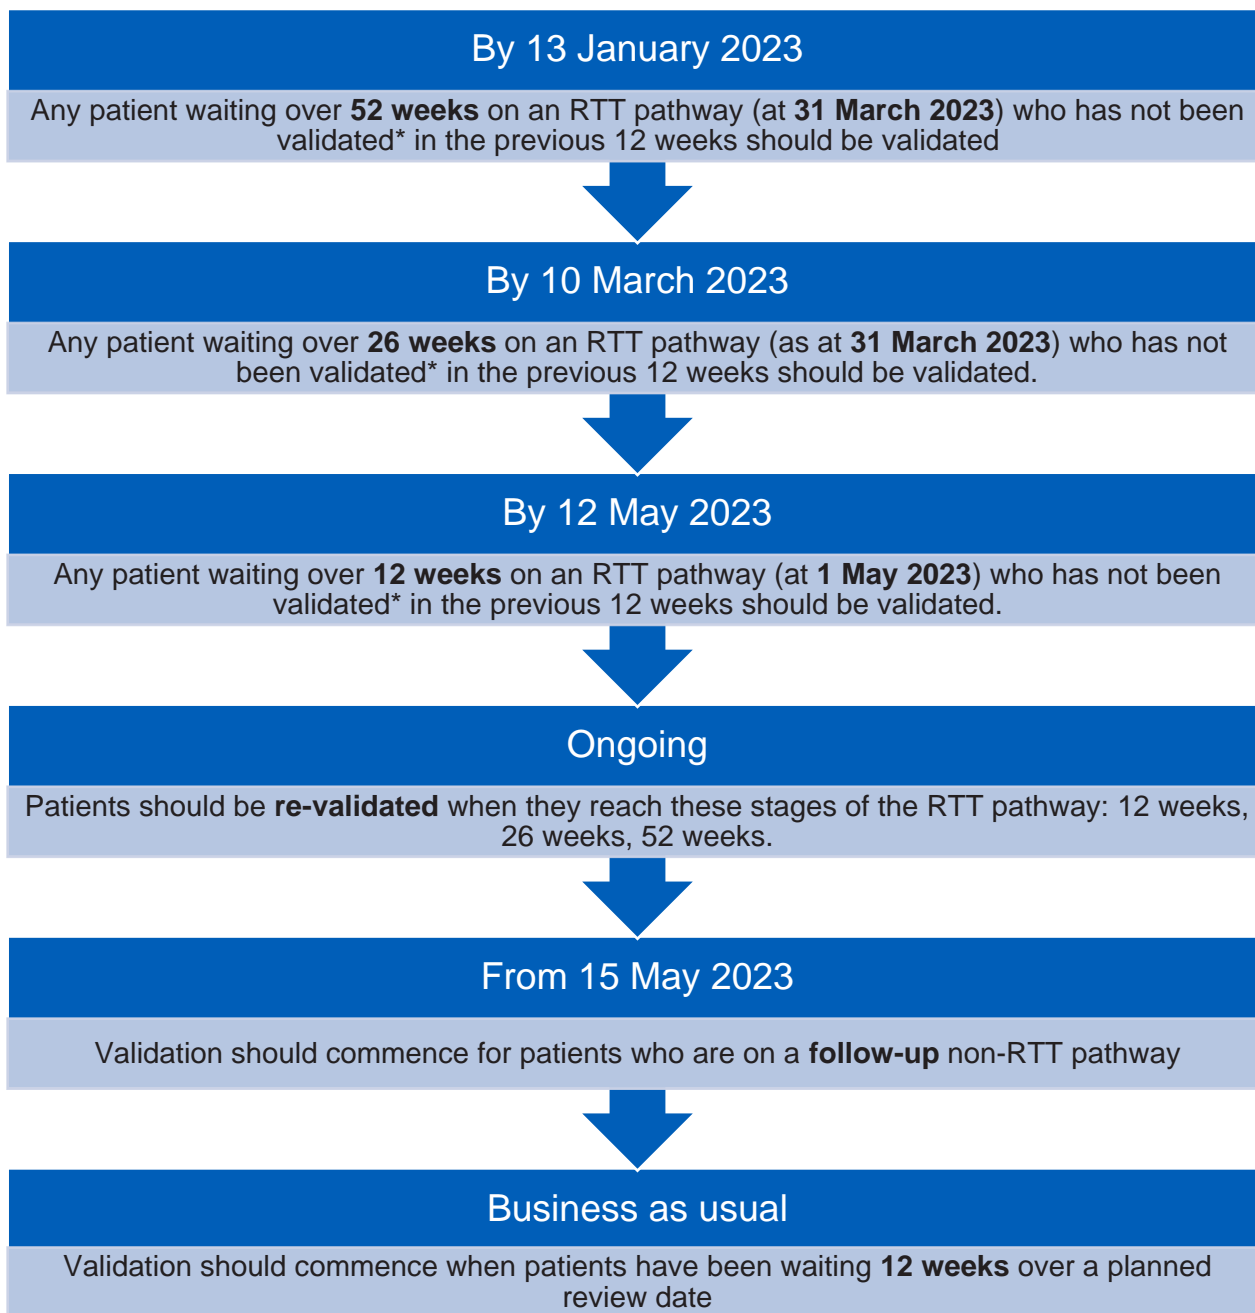 By 13 January 2023
Any patient waiting over 52 weeks on an RTT pathway (at 31 March 2023) who has not been
validated* in the previous 12 weeks should be validated
By 10 March 2023
Any patient waiting over 26 weeks on an RTT pathway (as at 31 March 2023) who has not
been validated* in the previous 12 weeks should be validated.
By 12 May 2023
Any patient waiting over 12 weeks on an RTT pathway (at 1 May 2023) who has not been
validated* in the previous 12 weeks should be validated.
Ongoing
Patients should be re-validated when they reach these stages of the RTT pathway: 12 weeks,
26 weeks, 52 weeks.
From 15 May 2023
Validation should commence for patients who are on a follow-up non-RTT pathway
Business as usual
Validation should commence when patients have been waiting 12 weeks over a planned
review date